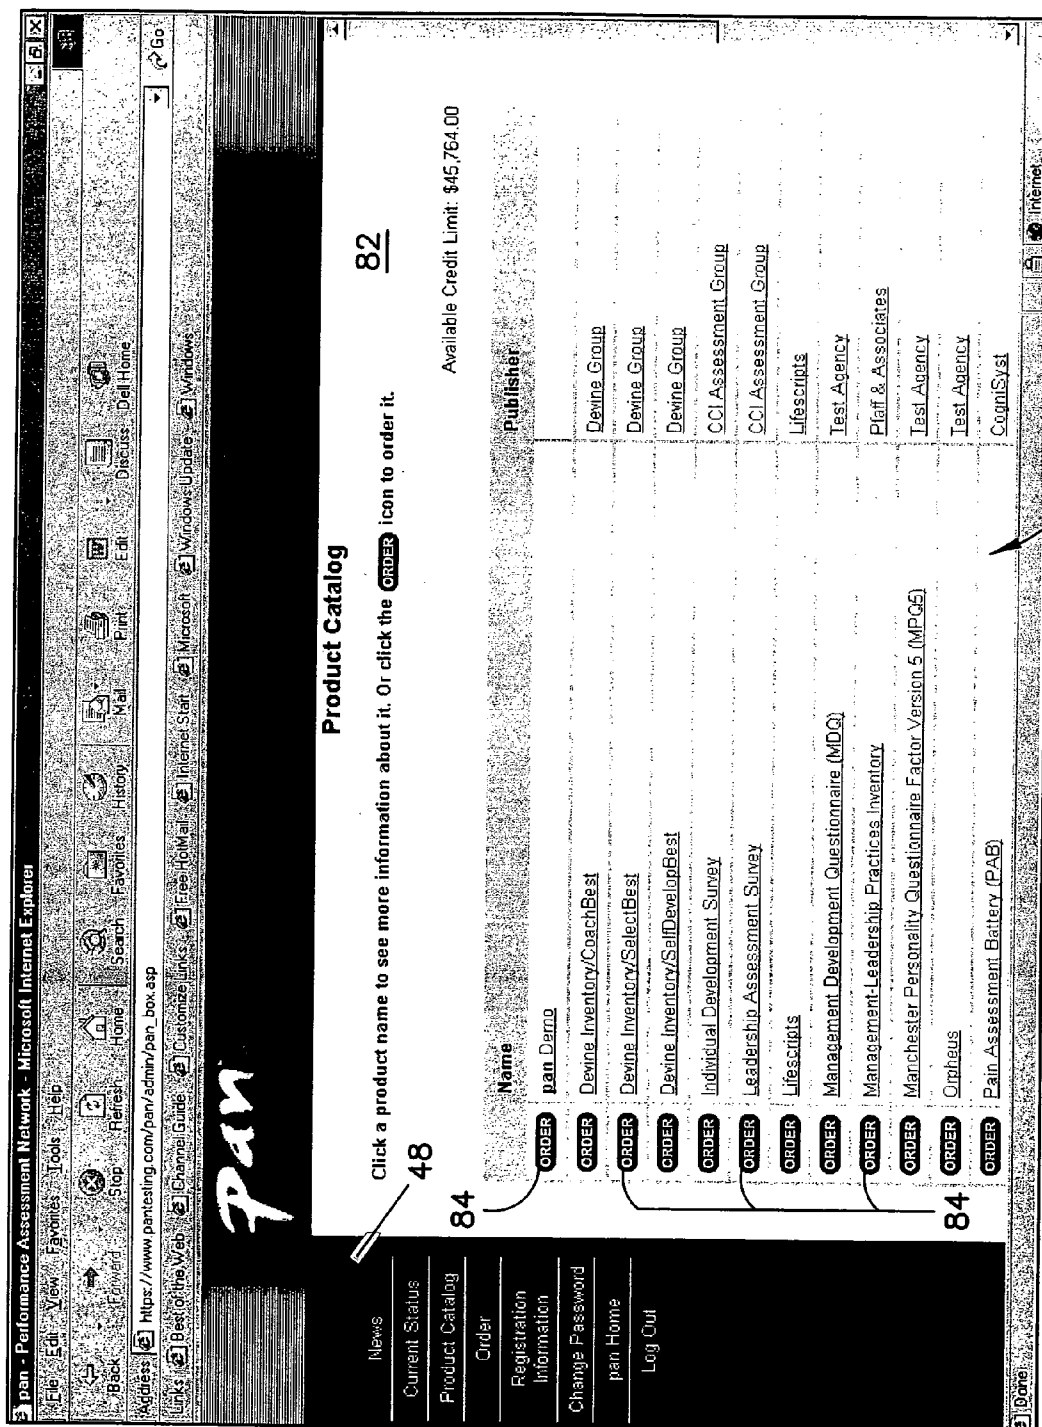 pan - Performance Assessment Network - Microsoft Internet Explorer
File Edit View Favorites Tools Help
Back Forward Stop Refresh Home Search Favorites History Mail Print Edit Discuss Dell Home
Address https://www.pantesting.com/pan/admin/pan_box.asp Go
Links Best of the Web Channel Guide Customize Links Free HotMail Internet Start Microsoft Windows Update Windows
pan
News
Current Status
Product Catalog
Order
Registration
Information
Change Password
pan Home
Log Out
48
Product Catalog
Click a product name to see more information about it. Or click the ORDER icon to order it.
82
Available Credit Limit: $45,764.00
84
Name Publisher
ORDER pan Demo
ORDER Devine Inventory/CoachBest Devine Group
ORDER Devine Inventory/SelectBest Devine Group
ORDER Devine Inventory/SelfDevelopBest Devine Group
ORDER Individual Development Survey CCI Assessment Group
ORDER Leadership Assessment Survey CCI Assessment Group
ORDER Lifescripts Lifescripts
ORDER Management Development Questionnaire (MDQ) Test Agency
ORDER Management-Leadership Practices Inventory Pfaff & Associates
ORDER Manchester Personality Questionnaire Factor Version 5 (MPQ5) Test Agency
ORDER Orpheus Test Agency
ORDER Pain Assessment Battery (PAB) CogniSyst
84
Done Internet